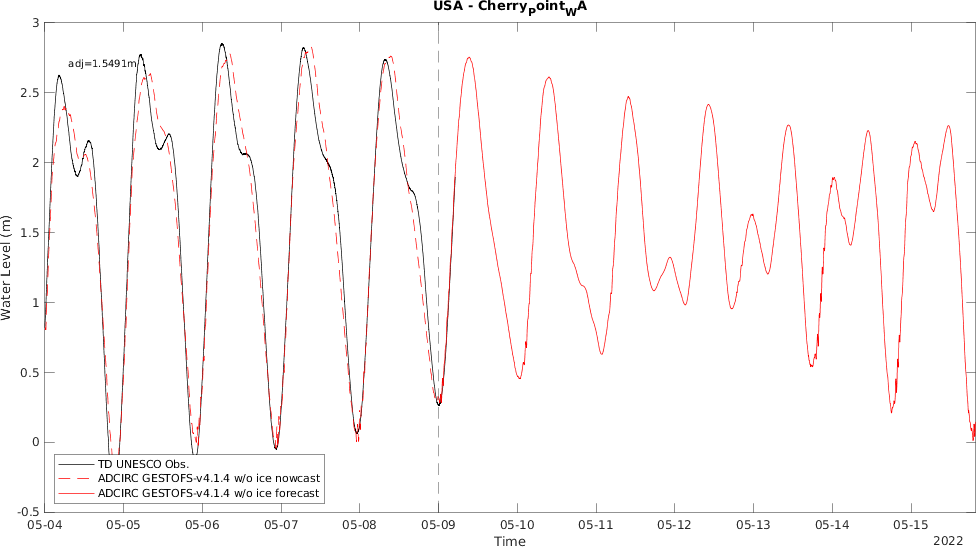 USA - Cherry_Point_WA
adj=1.5491m
Water Level (m)
3
2.5
2
1.5
1
0.5
0
-0.5
TD UNESCO Obs.
ADCIRC GESTOFS-v4.1.4 w/o ice nowcast
ADCIRC GESTOFS-v4.1.4 w/o ice forecast
05-04 05-05 05-06 05-07 05-08 05-09 05-10 05-11 05-12 05-13 05-14 05-15
Time
2022